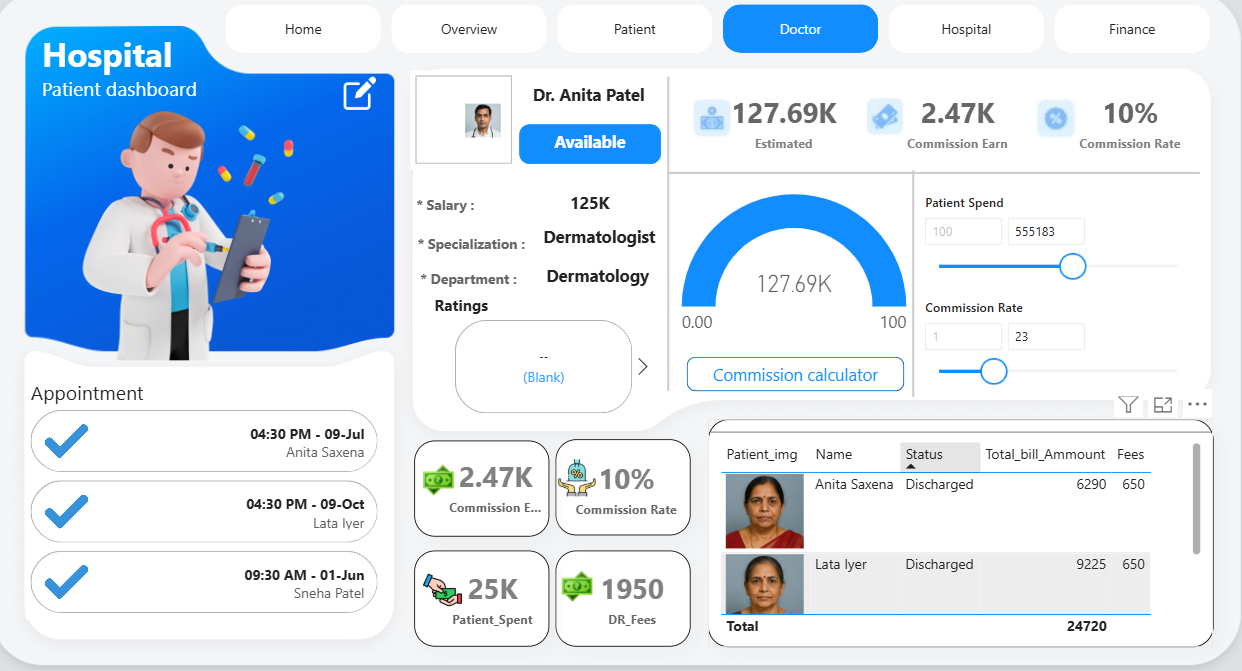 Home
Overview
Patient
Doctor
Hospital
Finance
Hospital
Patient dashboard
Dr. Anita Patel
Available
127.69K
Estimated
2.47K
Commission Earn
10%
Commission Rate
* Salary :
125K
* Specialization :
Dermatologist
* Department :
Dermatology
Ratings
--
(Blank)
127.69K
0.00
100
Commission calculator
Patient Spend
100
555183
Commission Rate
1
23
Appointment
04:30 PM - 09-Jul
Anita Saxena
04:30 PM - 09-Oct
Lata Iyer
09:30 AM - 01-Jun
Sneha Patel
2.47K
Commission E...
10%
Commission Rate
25K
Patient_Spent
1950
DR_Fees
Patient_img Name Status Total_bill_Ammount Fees
Anita Saxena Discharged 6290 650
Lata Iyer Discharged 9225 650
Total 24720